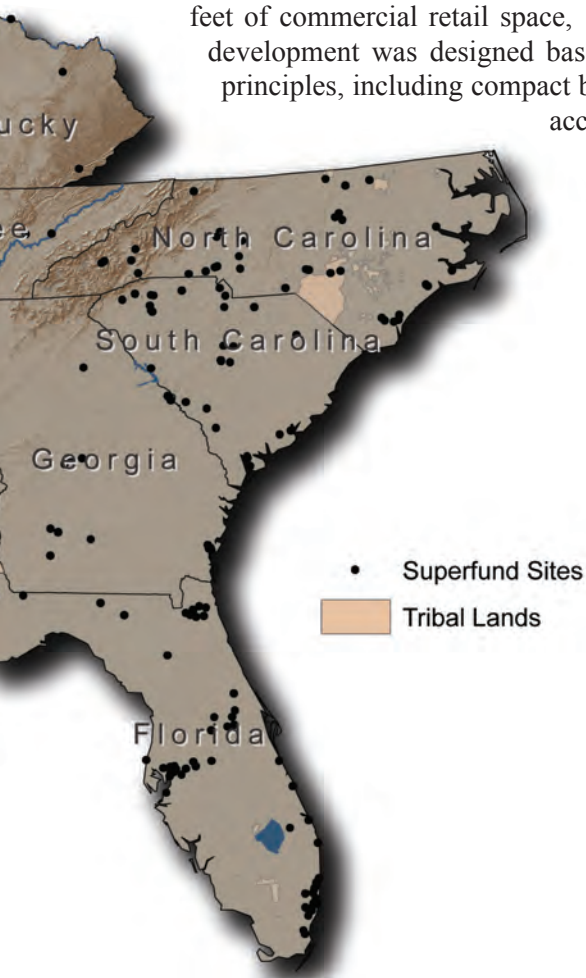 feet of commercial retail space,
development was designed bas
principles, including compact b
acc
ucky
ee
North Carolina
South Carolina
Georgia
Superfund Sites
Tribal Lands
Florida